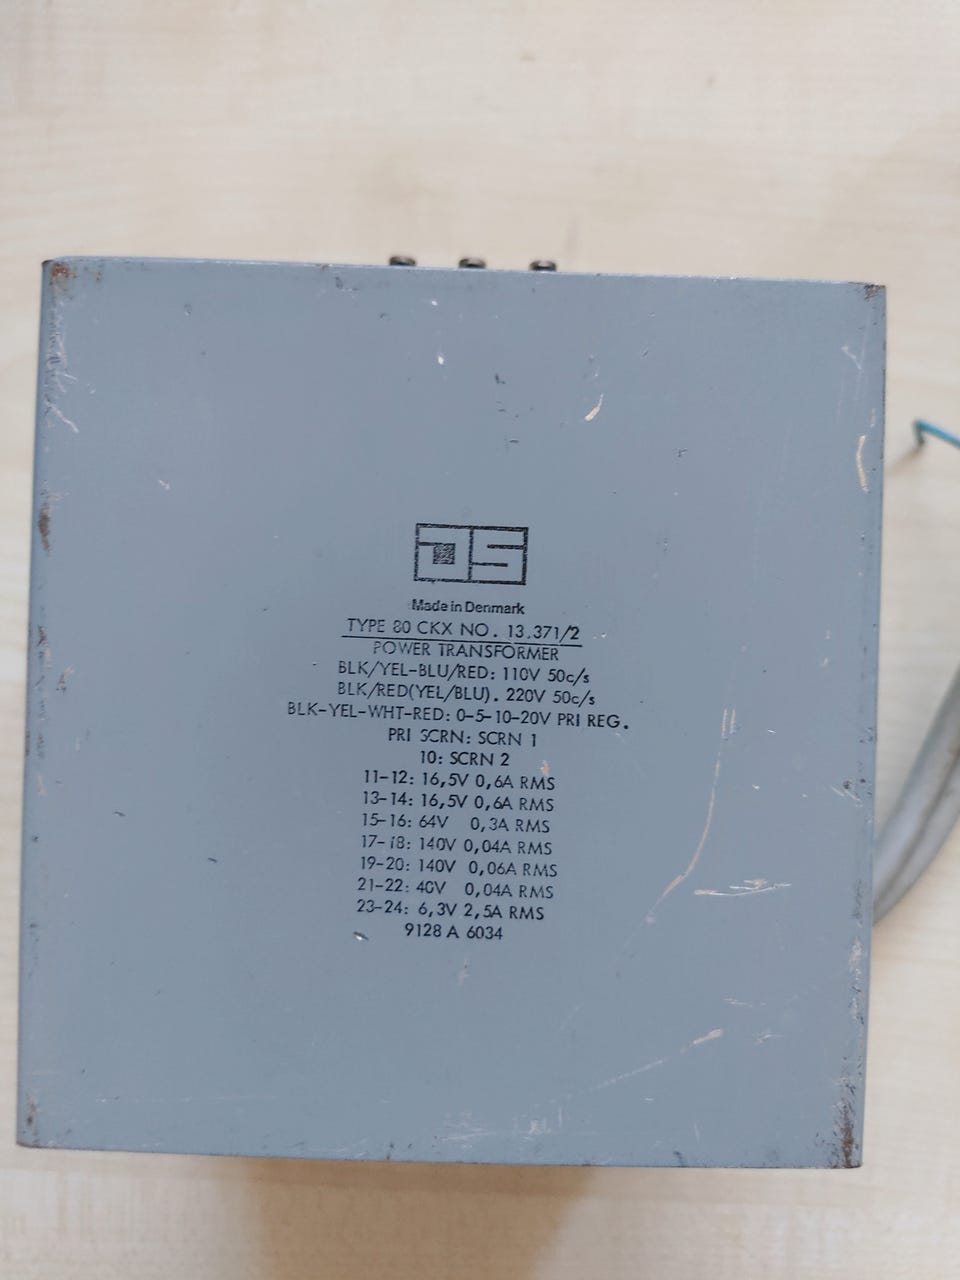 JS
Made in Denmark
TYPE 80 CKX NO. 13.371/2
POWER TRANSFORMER
BLK/YEL-BLU/RED: 110V 50c/s
BLK/RED(YEL/BLU). 220V 50c/s
BLK-YEL-WHT-RED: 0-5-10-20V PRI REG.
PRI SCRN: SCRN 1
10: SCRN 2
11-12: 16,5V 0,6A RMS
13-14: 16,5V 0,6A RMS
15-16: 64V 0,3A RMS
17-18: 140V 0,04A RMS
19-20: 140V 0,06A RMS
21-22: 40V 0,04A RMS
23-24: 6,3V 2,5A RMS
9128 A 6034